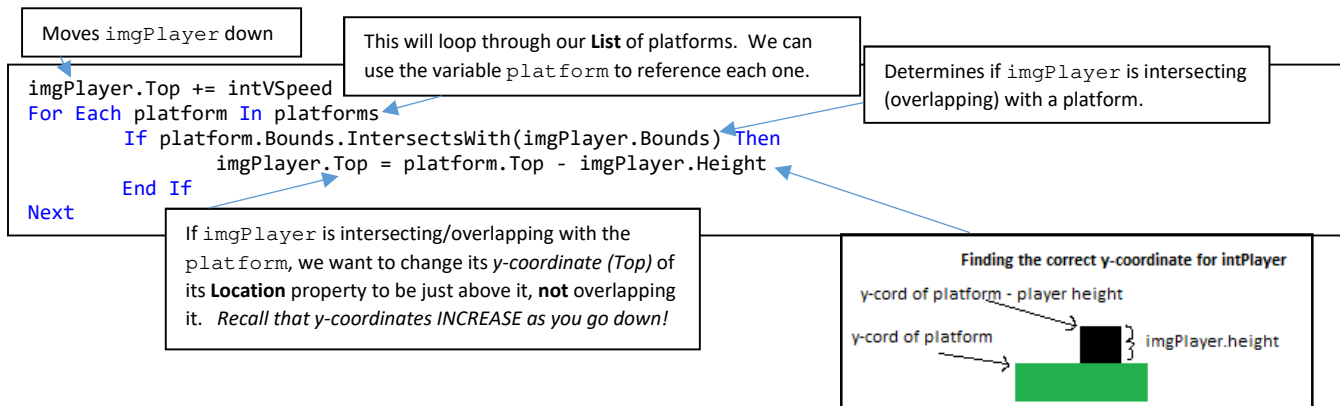 Moves imgPlayer down
This will loop through our List of platforms. We can
use the variable platform to reference each one.
Determines if imgPlayer is intersecting
(overlapping) with a platform.
imgPlayer.Top += intVSpeed
For Each platform In platforms
If platform.Bounds.IntersectsWith(imgPlayer.Bounds) Then
imgPlayer.Top = platform.Top - imgPlayer.Height
End If
Next
If imgPlayer is intersecting/overlapping with the
platform, we want to change its y-coordinate (Top) of
its Location property to be just above it, not overlapping
it. Recall that y-coordinates INCREASE as you go down!
Finding the correct y-coordinate for intPlayer
y-cord of platform - player height
y-cord of platform
imgPlayer.height